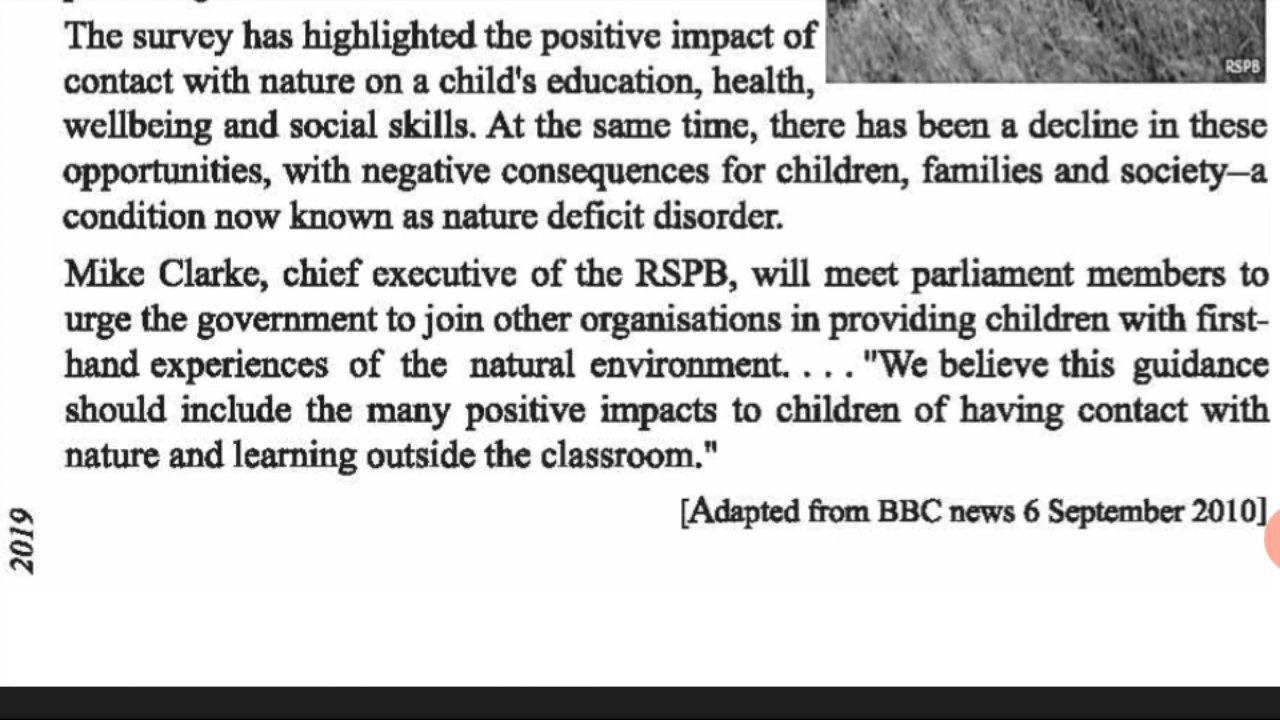 The survey has highlighted the positive impact of
contact with nature on a child's education, health,
RSPB
wellbeing and social skills. At the same time, there has been a decline in these
opportunities, with negative consequences for children, families and society–a
condition now known as nature deficit disorder.
Mike Clarke, chief executive of the RSPB, will meet parliament members to
urge the government to join other organisations in providing children with first-
hand experiences of the natural environment. . . . "We believe this guidance
should include the many positive impacts to children of having contact with
nature and learning outside the classroom."
[Adapted from BBC news 6 September 2010]
2019